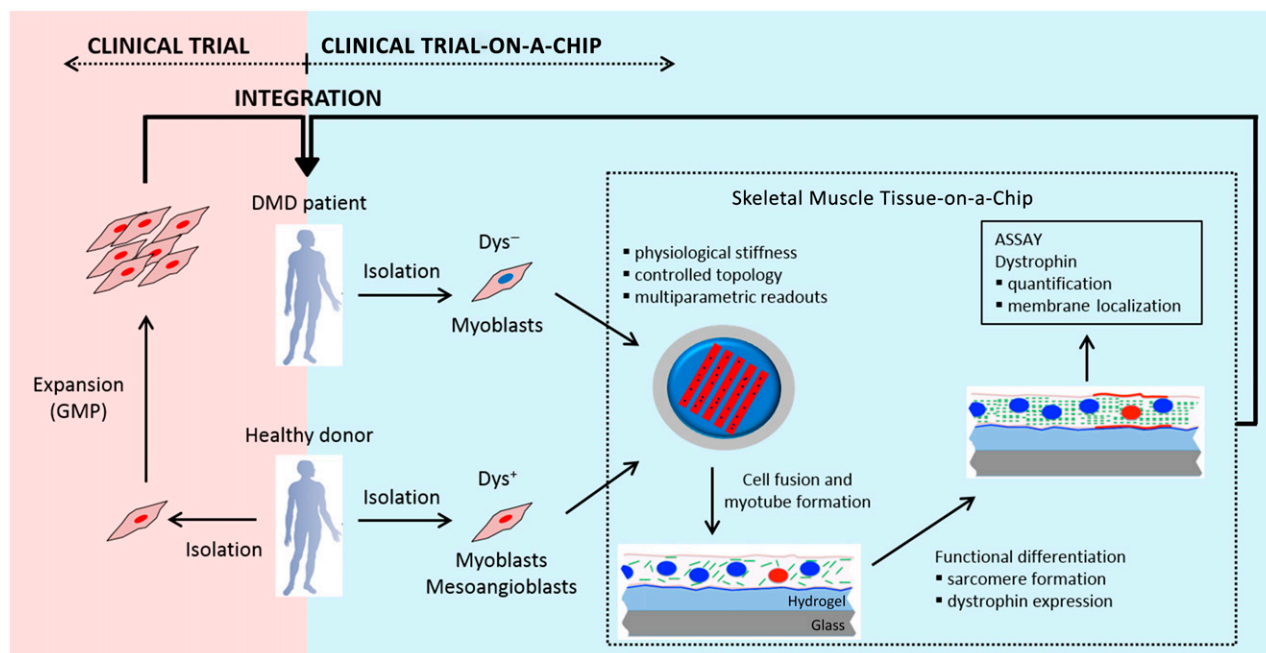 CLINICAL TRIAL
CLINICAL TRIAL-ON-A-CHIP
INTEGRATION
DMD patient
Isolation
Dys⁻
Myoblasts
Expansion
(GMP)
Healthy donor
Isolation
Isolation
Dys⁺
Myoblasts
Mesoangioblasts
Skeletal Muscle Tissue-on-a-Chip
▪ physiological stiffness
▪ controlled topology
▪ multiparametric readouts
Cell fusion and
myotube formation
Hydrogel
Glass
Functional differentiation
▪ sarcomere formation
▪ dystrophin expression
ASSAY
Dystrophin
▪ quantification
▪ membrane localization